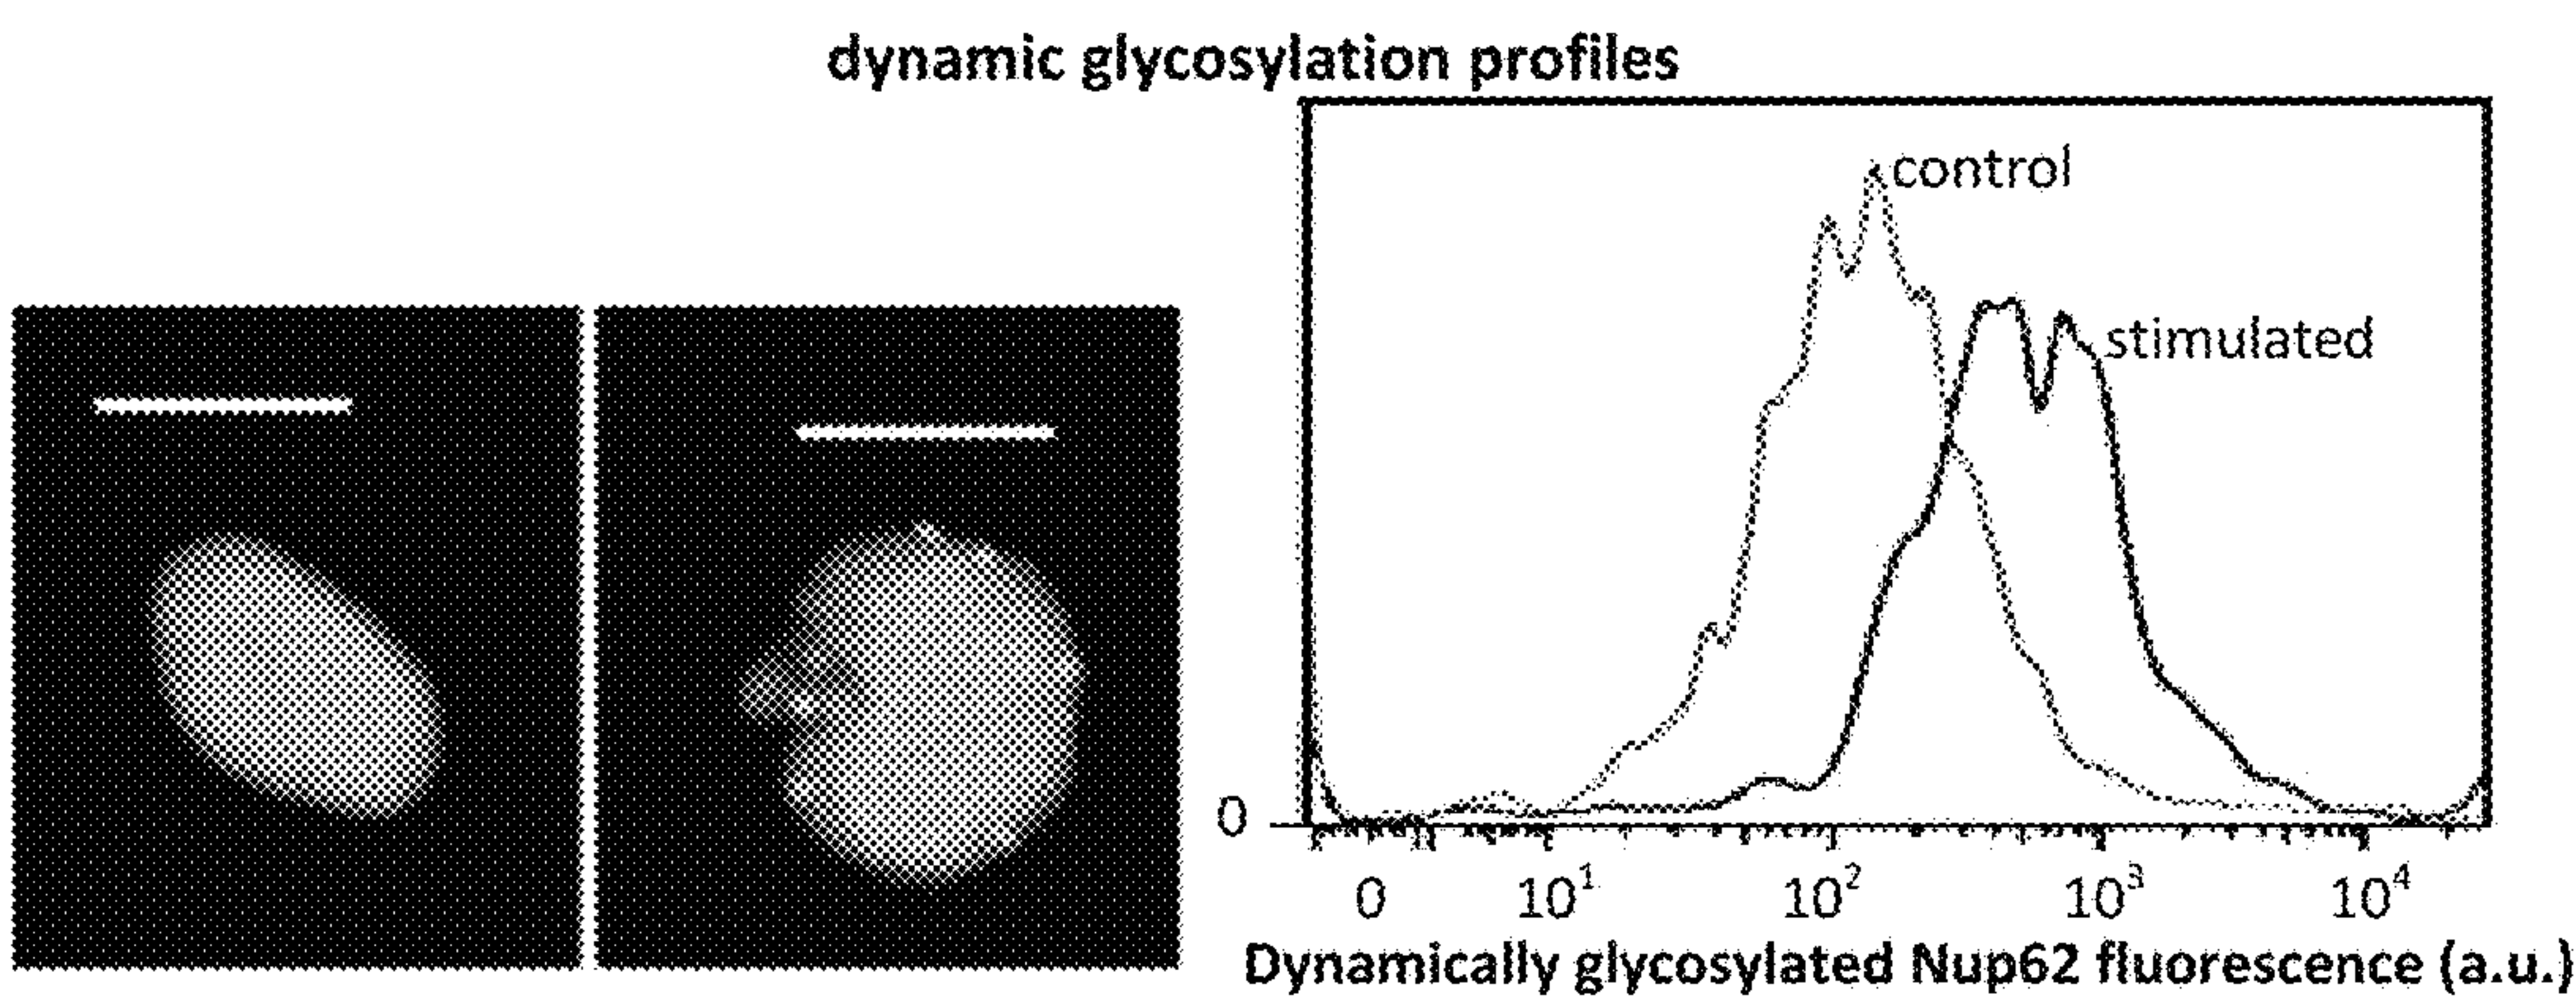 dynamic glycosylation profiles
control
stimulated
0
0 10¹ 10² 10³ 10⁴
Dynamically glycosylated Nup62 fluorescence (a.u.)